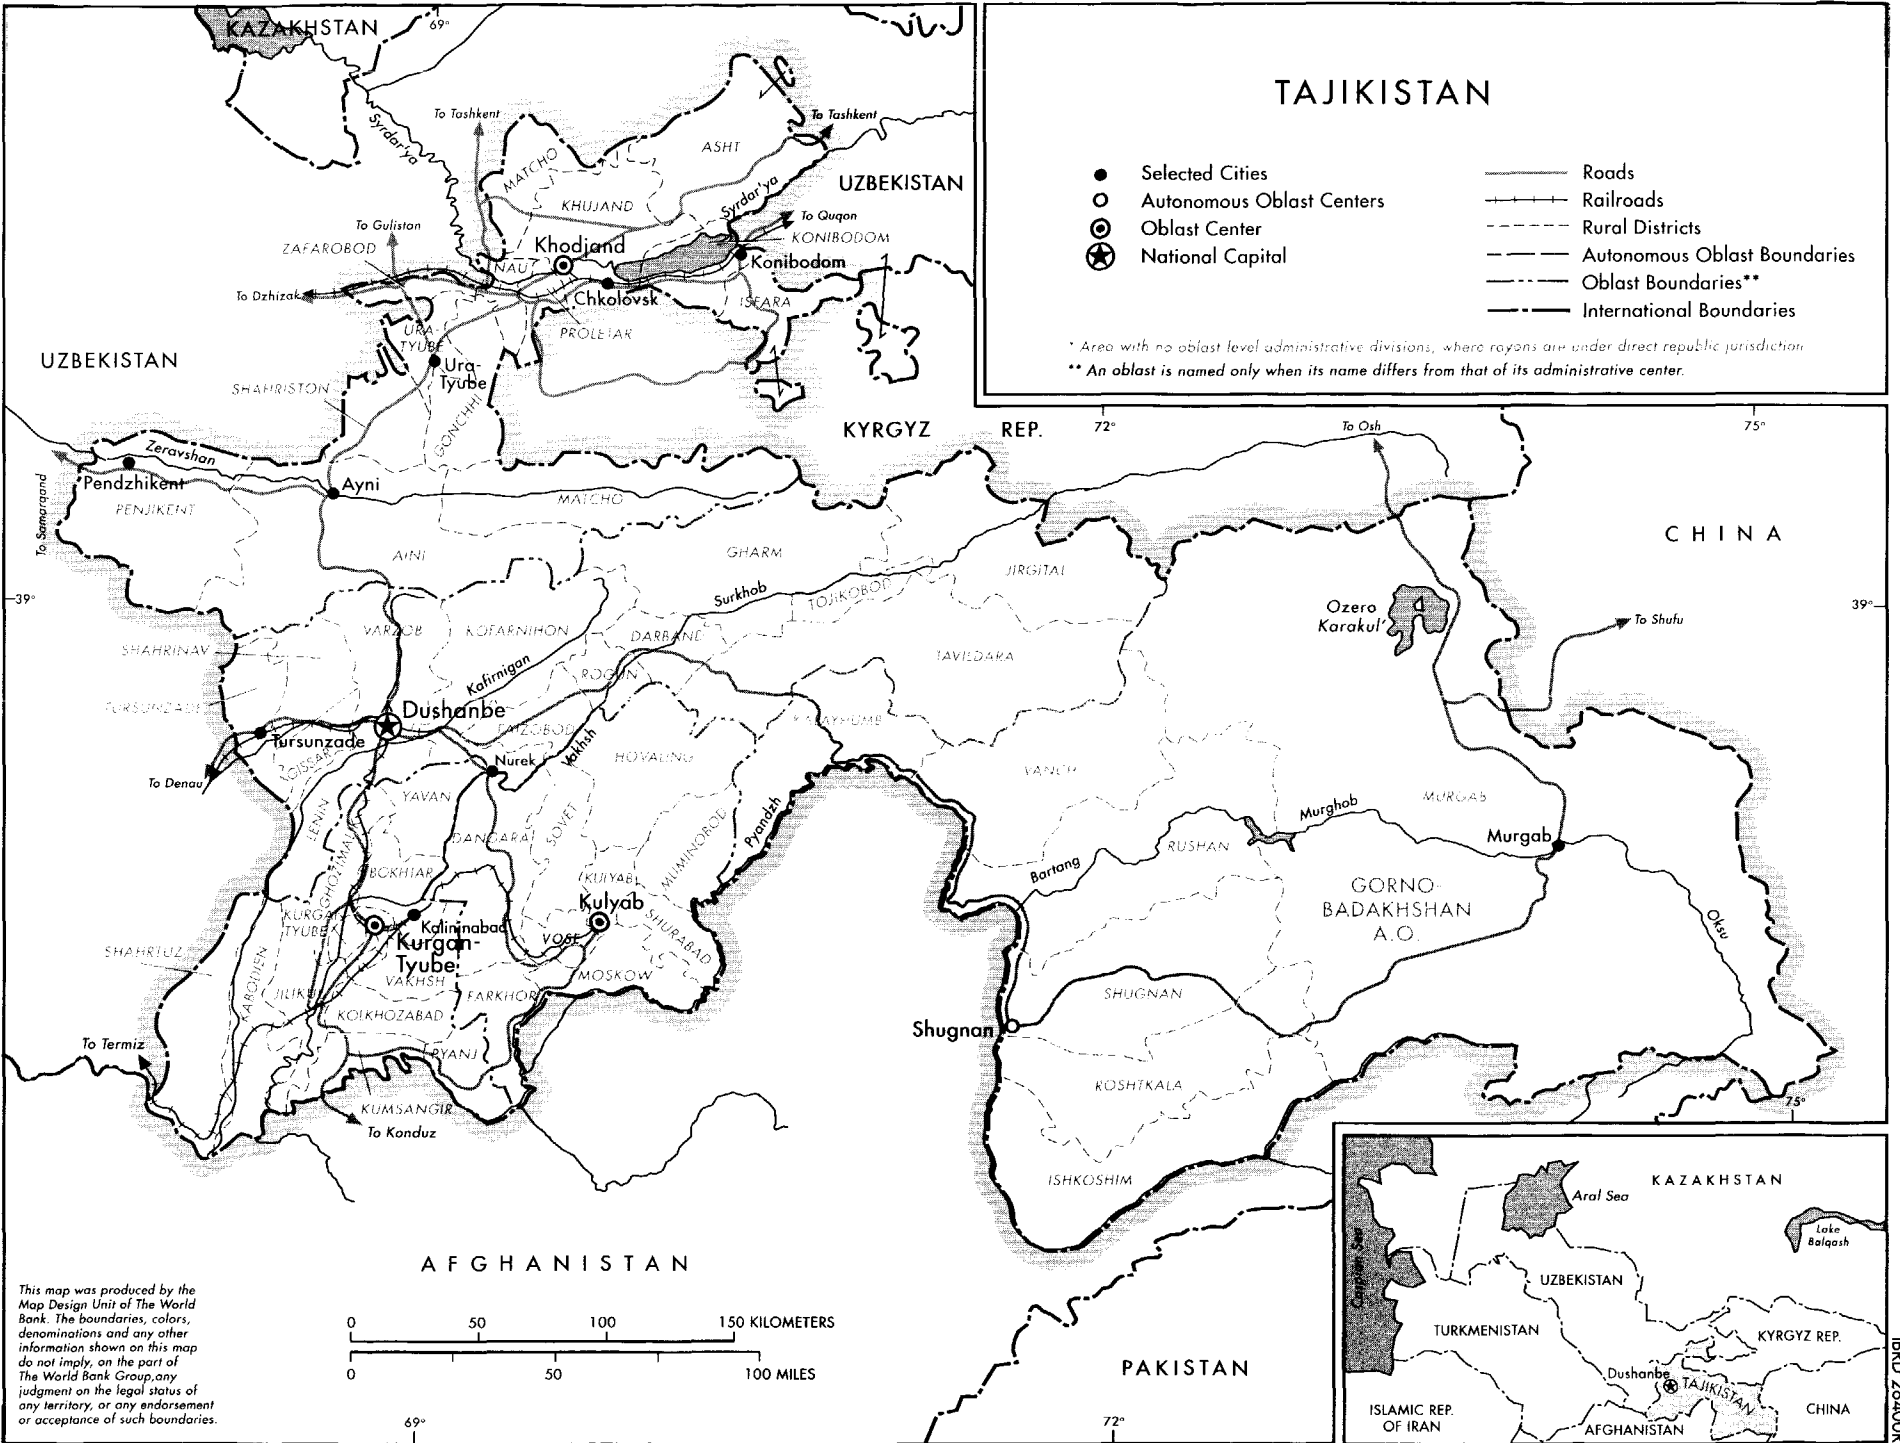 TAJIKISTAN
Selected Cities
Autonomous Oblast Centers
Oblast Center
National Capital
Roads
Railroads
Rural Districts
Autonomous Oblast Boundaries
Oblast Boundaries**
International Boundaries
* Area with no oblast level administrative divisions, where rayons are under direct republic jurisdiction
** An oblast is named only when its name differs from that of its administrative center.
KAZAKHSTAN
69°
Syrdar'ya
To Tashkent
To Tashkent
MATCHO
ASHT
UZBEKISTAN
KHUJAND
Syrdar'ya
To Quqon
To Gulistan
ZAFAROBOD
Khodjand
KONIBODOM
NAU
Konibodom
To Dzhizak
Chkolovsk
ISFARA
URA-
TYUBE
PROLETAR
UZBEKISTAN
Ura-
Tyube
SHAHRISTON
GONCHHI
KYRGYZ REP.
72°
To Osh
75°
Zeravshan
Pendzhikent
Ayni
MATCHO
PENJIKENT
To Samarqand
CHINA
AINI
GHARM
JIRGITAL
39°
Surkhob
TOJIKOBOD
Ozero
Karakul'
39°
To Shufu
VARZOB
KOFARNIHON
DARBAND
SHAHRINAV
TAVILDARA
Kafirnigan
ROGUN
TURSUNZADE
Dushanbe
FAIZOBOD
KALAYHUMB
Tursunzade
Vakhsh
HOVALING
Nurek
GISSAR
VANCH
To Denau
YAVAN
MURGAB
LENIN
DANGARA
SOVET
MUMINOBOD
Pyandzh
Murghob
Murgab
RUSHAN
Bartang
GHOZIMALIK
BOKHTAR
KULYAB
GORNO-
BADAKHSHAN
A.O.
Kulyab
KURGAN
TYUBE
Kalininabad
Kurgan-
Tyube
VOSE
SHURABAD
Oksu
SHAHRTUZ
KABODIEN
VAKHSH
MOSKOW
JILIKUL
FARKHOR
SHUGNAN
KOLKHOZABAD
Shugnan
To Termiz
PYANJ
ROSHTKALA
75°
KUMSANGIR
To Konduz
ISHKOSHIM
AFGHANISTAN
This map was produced by the
Map Design Unit of The World
Bank. The boundaries, colors,
denominations and any other
information shown on this map
do not imply, on the part of
The World Bank Group, any
judgment on the legal status of
any territory, or any endorsement
or acceptance of such boundaries.
0 50 100 150 KILOMETERS
0 50 100 MILES
PAKISTAN
69°
72°
KAZAKHSTAN
Aral Sea
Lake
Balqash
Caspian Sea
UZBEKISTAN
TURKMENISTAN
KYRGYZ REP.
Dushanbe
TAJIKISTAN
ISLAMIC REP.
OF IRAN
AFGHANISTAN
CHINA